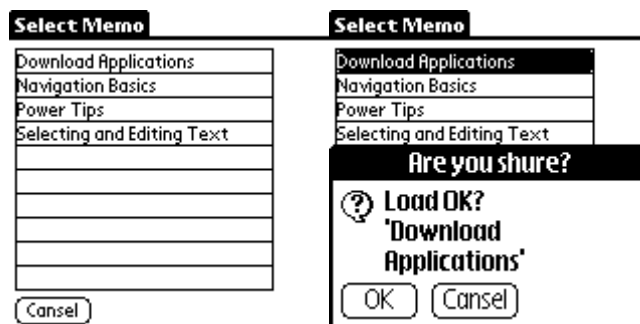 Select Memo
Download Applications
Navigation Basics
Power Tips
Selecting and Editing Text
Cansel
Select Memo
Download Applications
Navigation Basics
Power Tips
Selecting and Editing Text
Are you shure?
Load OK?
'Download
Applications'
OK Cansel